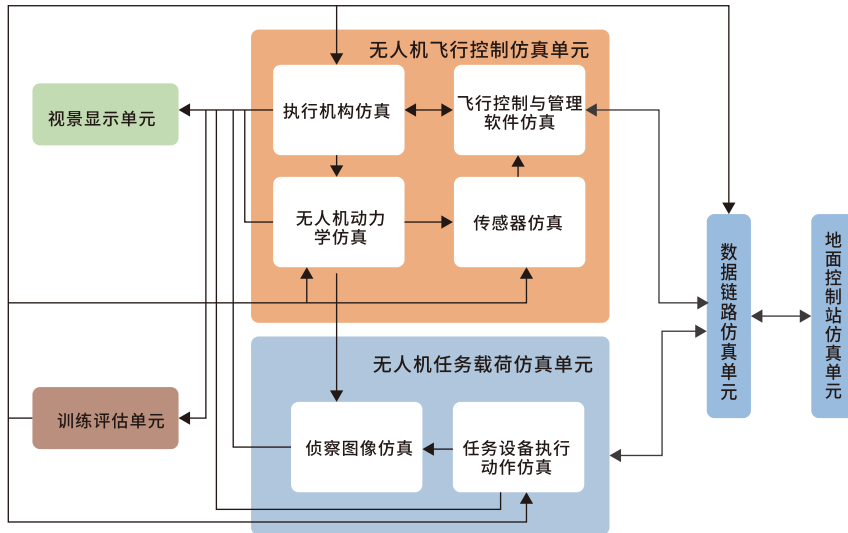 无人机飞行控制仿真单元
视景显示单元
执行机构仿真
飞行控制与管理
软件仿真
无人机动力
学仿真
传感器仿真
数据链路仿真单元
地面控制站仿真单元
无人机任务载荷仿真单元
训练评估单元
侦察图像仿真
任务设备执行
动作仿真